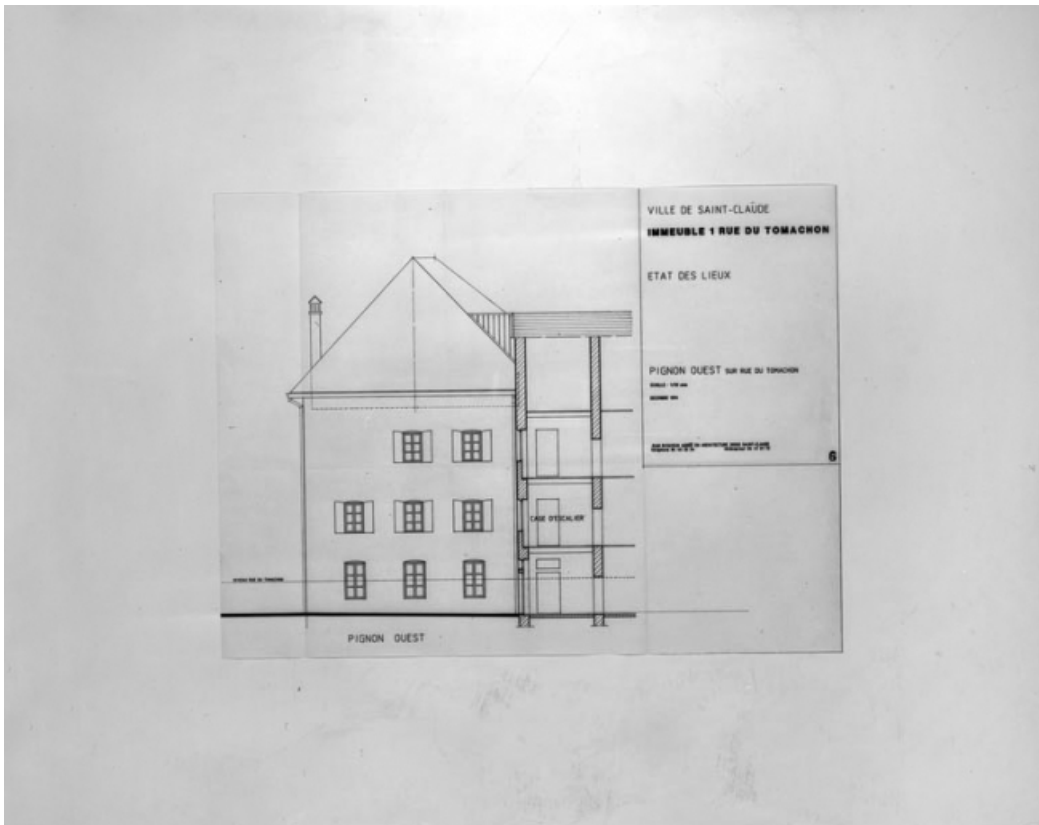 VILLE DE SAINT-CLAUDE
IMMEUBLE 1 RUE DU TOMACHON
ETAT DES LIEUX
PIGNON OUEST SUR RUE DU TOMACHON
6
CAGE D'ESCALIER
PIGNON OUEST